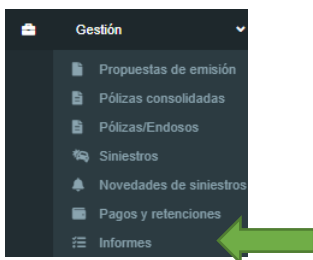 Gestión
Propuestas de emisión
Pólizas consolidadas
Pólizas/Endosos
Siniestros
Novedades de siniestros
Pagos y retenciones
Informes